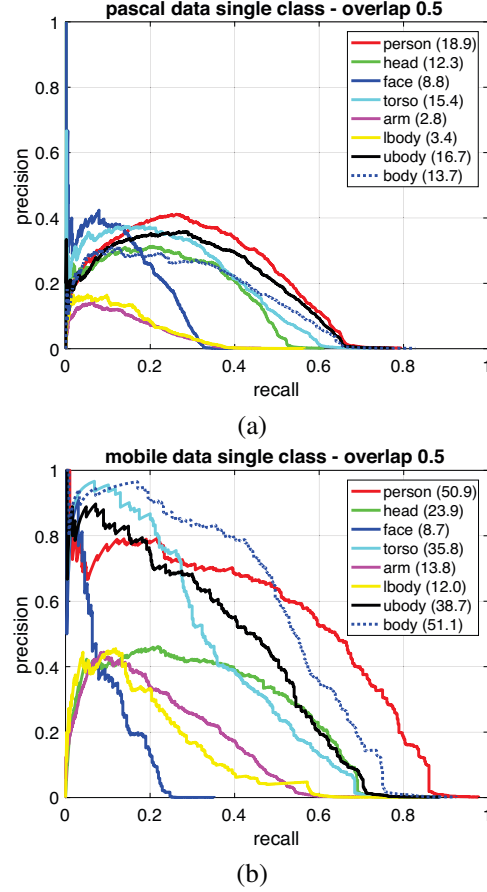 pascal data single class - overlap 0.5
1
0.8
0.6
0.4
0.2
0
precision
person (18.9)
head (12.3)
face (8.8)
torso (15.4)
arm (2.8)
lbody (3.4)
ubody (16.7)
body (13.7)
0 0.2 0.4 0.6 0.8 1
recall
(a)
mobile data single class - overlap 0.5
1
0.8
0.6
0.4
0.2
0
precision
person (50.9)
head (23.9)
face (8.7)
torso (35.8)
arm (13.8)
lbody (12.0)
ubody (38.7)
body (51.1)
0 0.2 0.4 0.6 0.8 1
recall
(b)